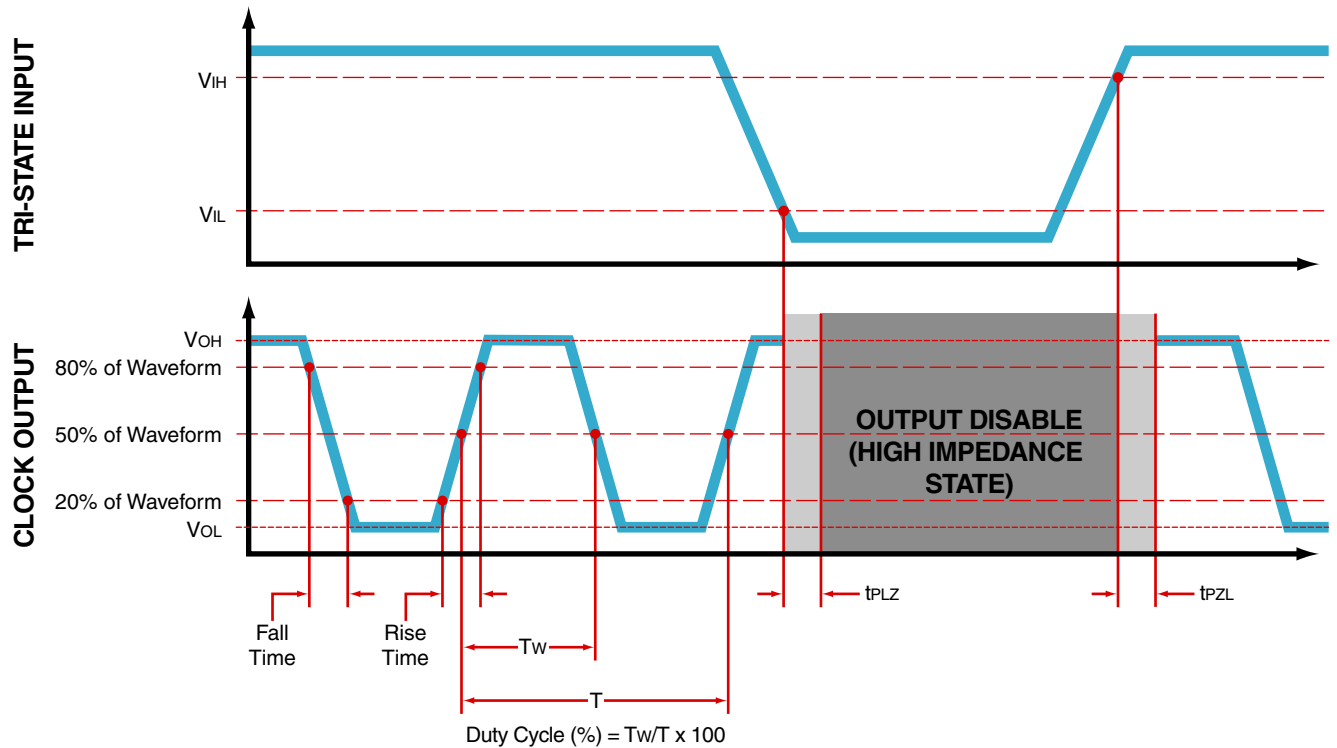 TRI-STATE INPUT
VIH
VIL
CLOCK OUTPUT
VOH
80% of Waveform
50% of Waveform
20% of Waveform
VOL
OUTPUT DISABLE
(HIGH IMPEDANCE
STATE)
tPLZ
tPZL
Fall
Time
Rise
Time
TW
T
Duty Cycle (%) = TW/T x 100